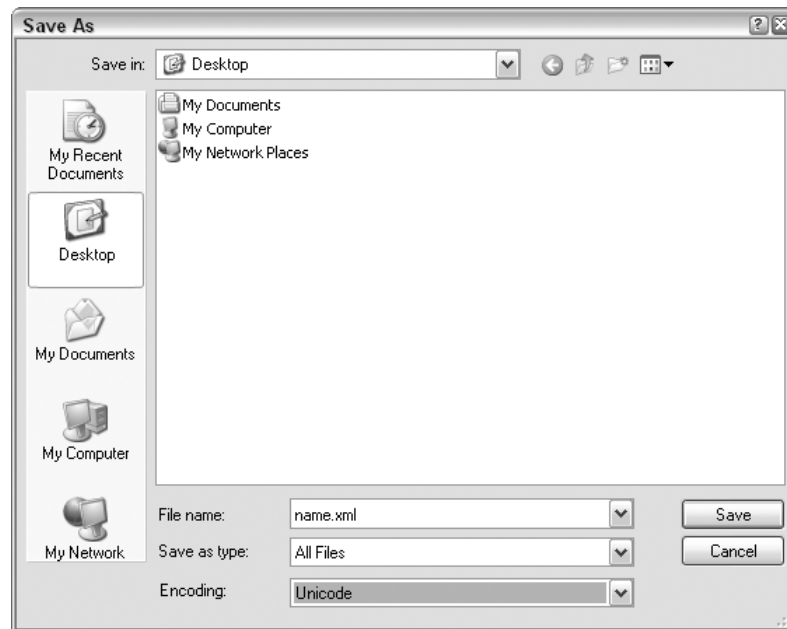 Save As
Save in: Desktop
My Documents
My Computer
My Network Places
My Recent
Documents
Desktop
My Documents
My Computer
My Network
File name: name.xml Save
Save as type: All Files Cancel
Encoding: Unicode